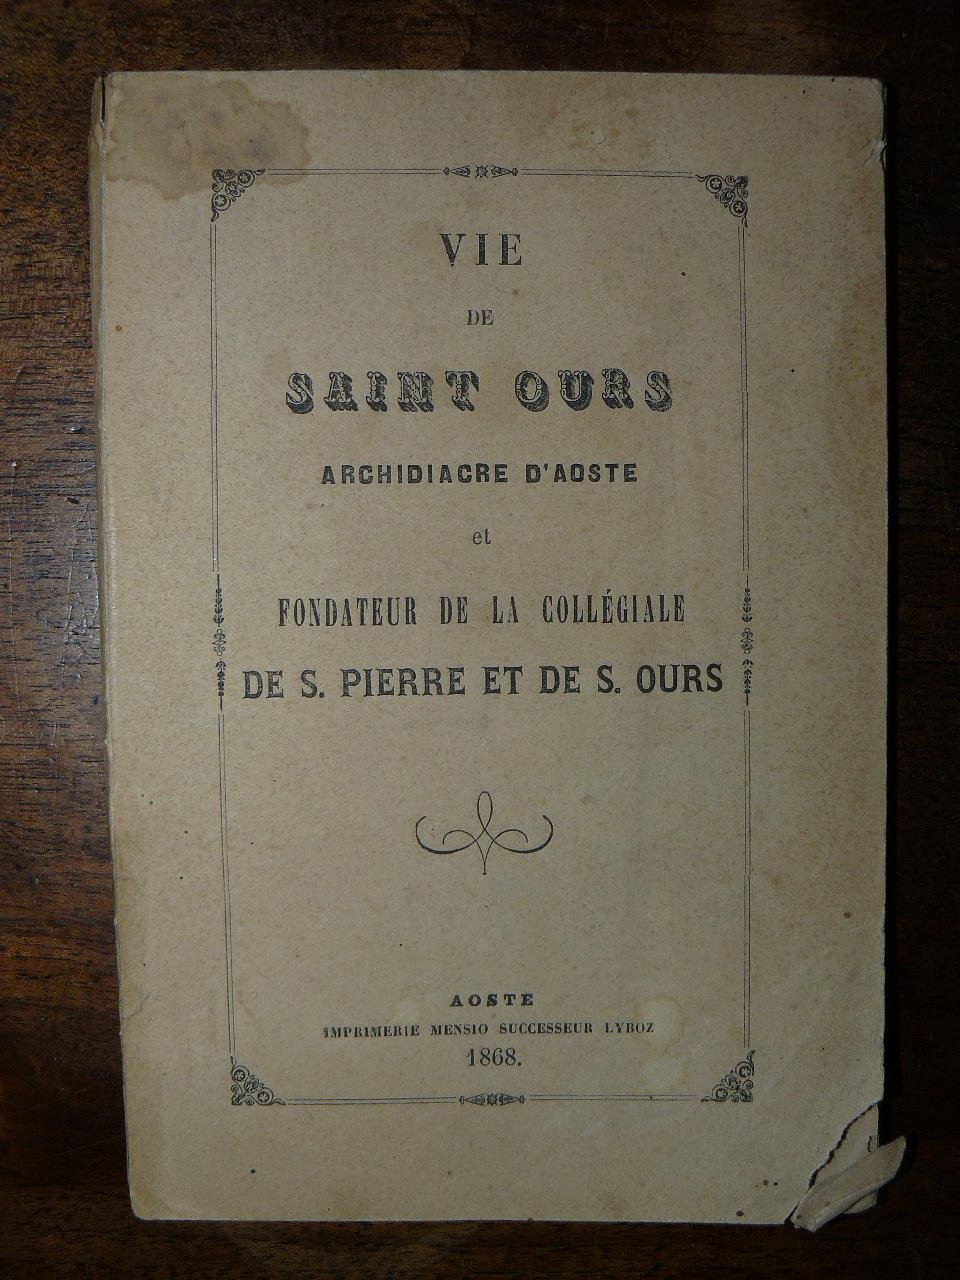 VIE
DE
SAINT OURS
ARCHIDIACRE D'AOSTE
et
FONDATEUR DE LA COLLÉGIALE
DE S. PIERRE ET DE S. OURS
AOSTE
IMPRIMERIE MENSIO SUCCESSEUR LYBOZ
1868.